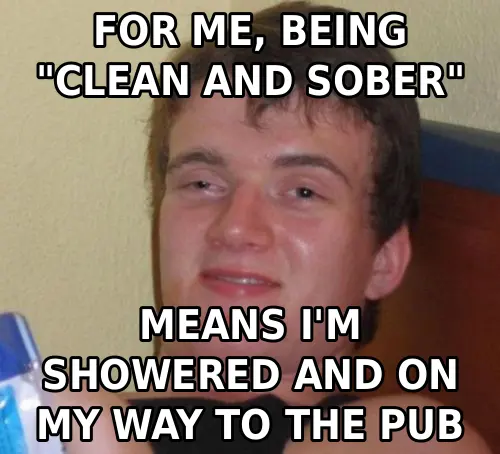 FOR ME, BEING
"CLEAN AND SOBER"
MEANS I'M
SHOWERED AND ON
MY WAY TO THE PUB